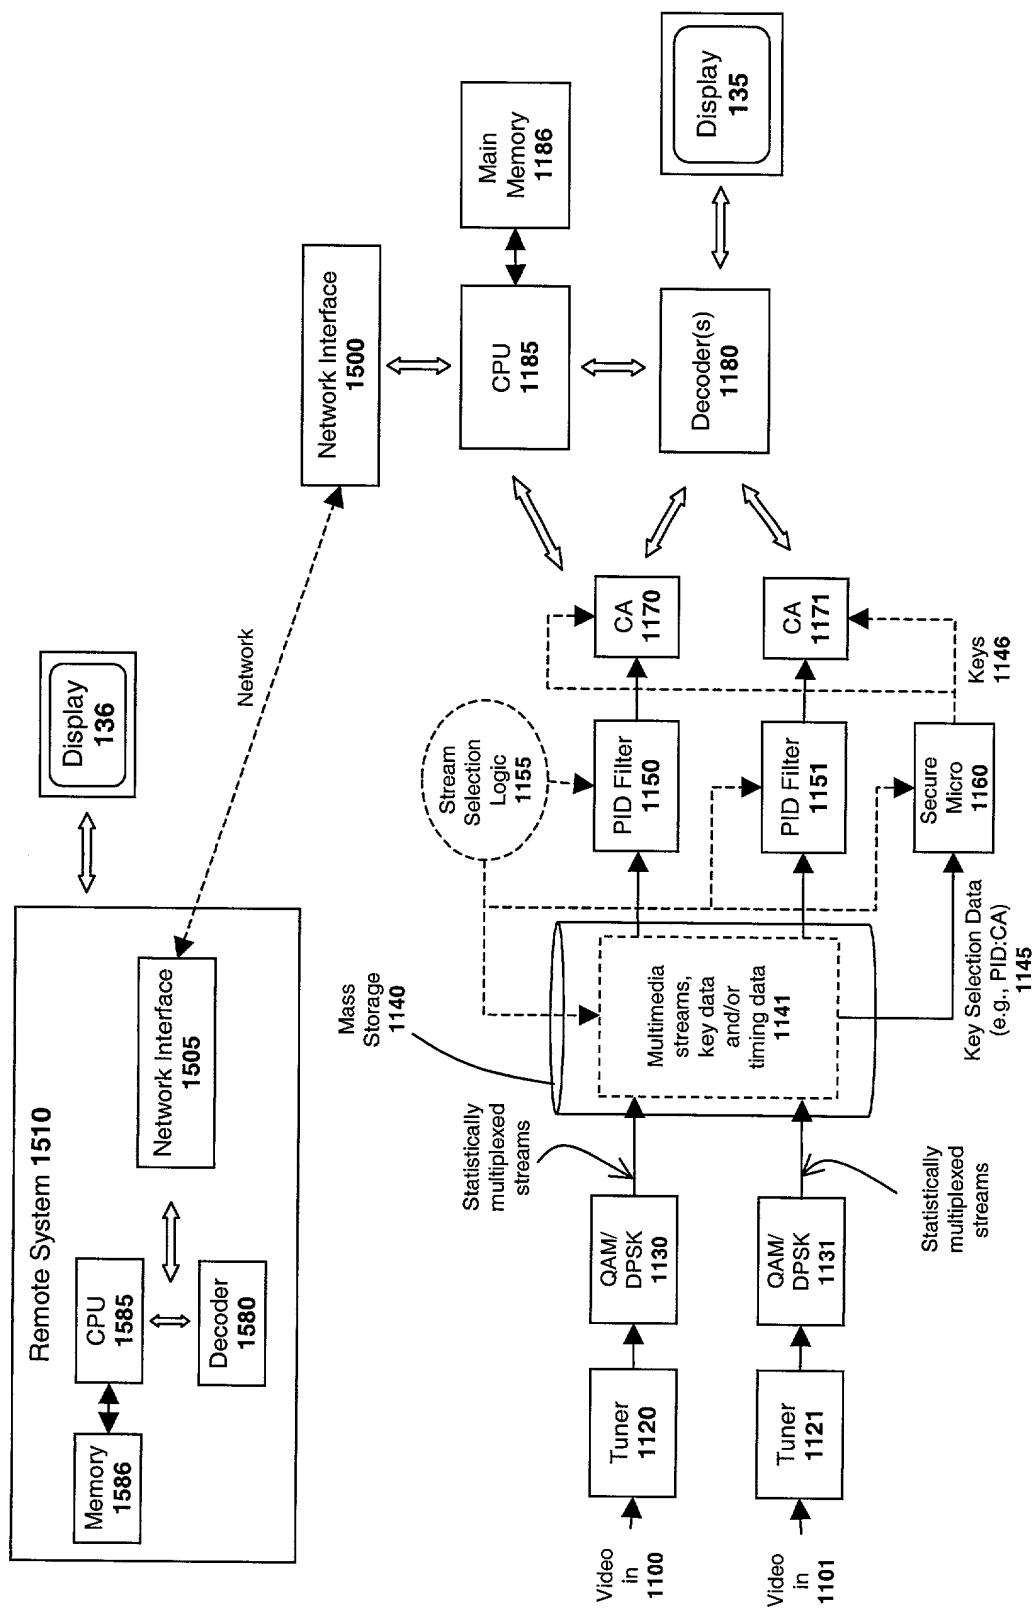 Remote System 1510
Memory
1586
CPU
1585
Decoder
1580
Network Interface
1505
Display
136
Network
Network Interface
1500
Main
Memory
1186
CPU
1185
Decoder(s)
1180
Display
135
Video
in
1100
Tuner
1120
QAM/
DPSK
1130
Statistically
multiplexed
streams
Mass
Storage
1140
Multimedia
streams,
key data
and/or
timing data
1141
Stream
Selection
Logic
1155
PID Filter
1150
CA
1170
Video
in
1101
Tuner
1121
QAM/
DPSK
1131
Statistically
multiplexed
streams
PID Filter
1151
CA
1171
Key Selection Data
(e.g., PID:CA)
1145
Secure
Micro
1160
Keys
1146